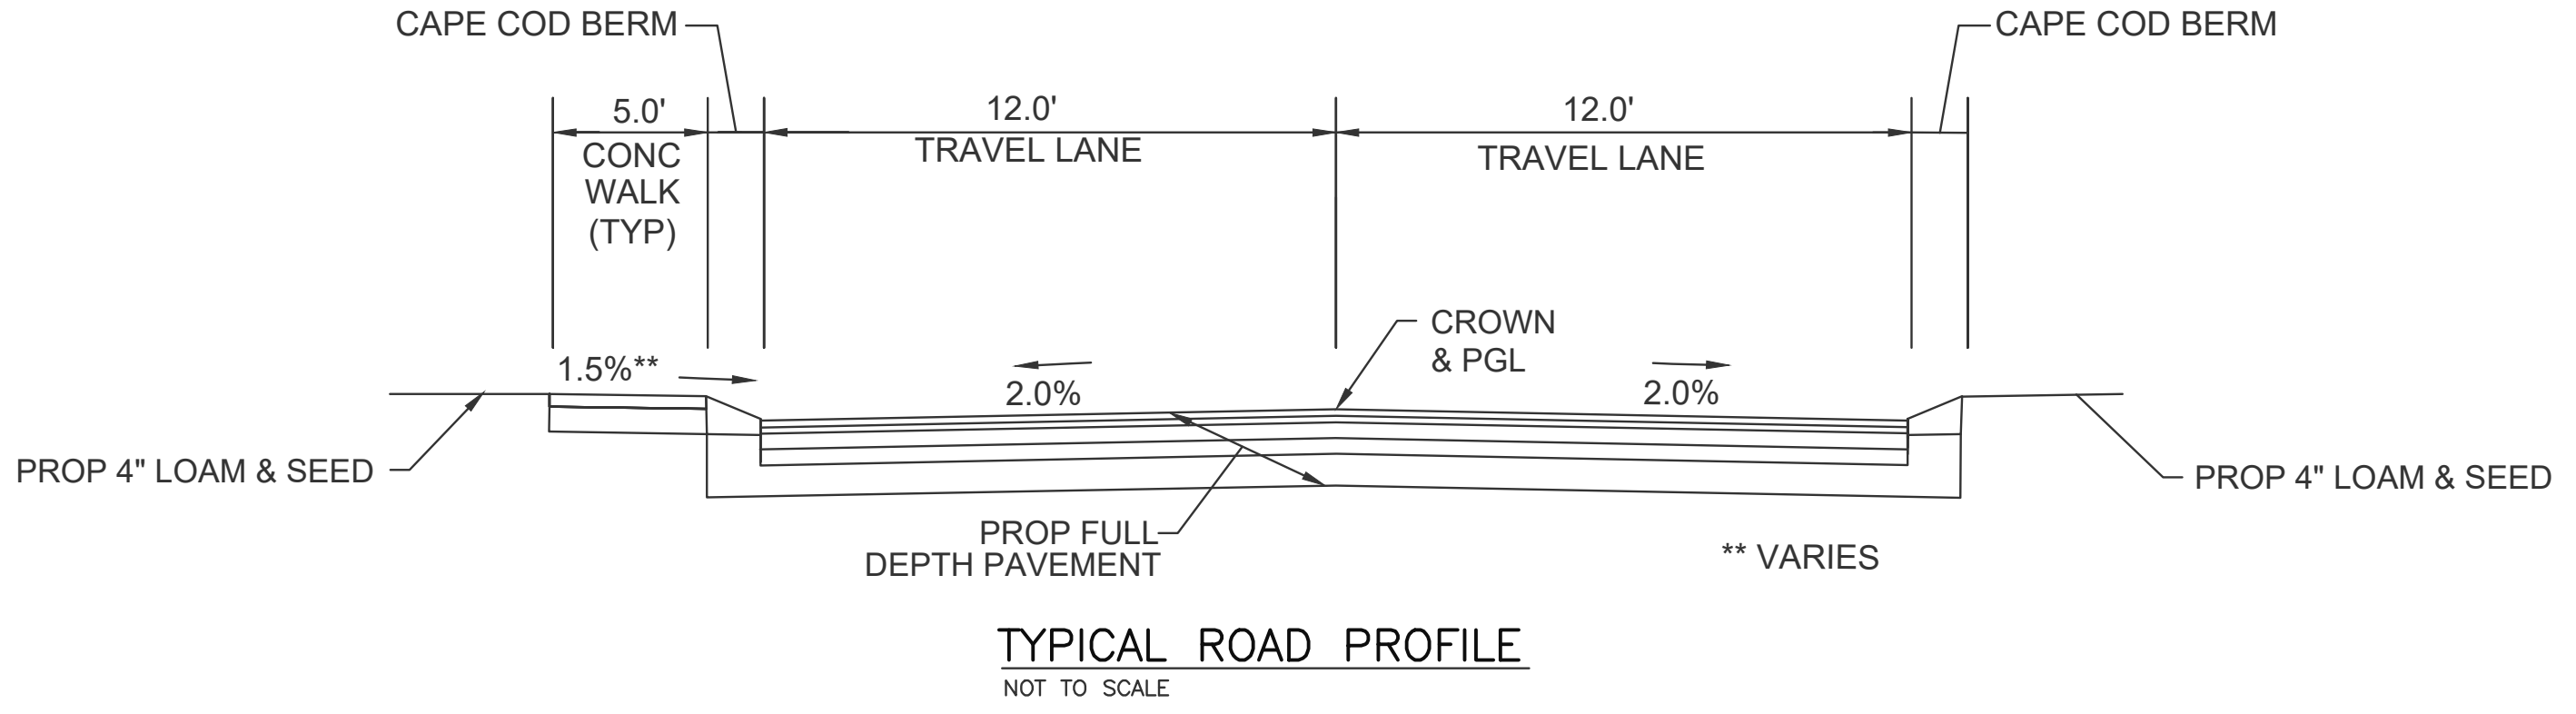 CAPE COD BERM
CAPE COD BERM
5.0'
12.0'
12.0'
CONC
WALK
(TYP)
TRAVEL LANE
TRAVEL LANE
CROWN
& PGL
1.5%**
2.0%
2.0%
PROP 4" LOAM & SEED
PROP 4" LOAM & SEED
PROP FULL
DEPTH PAVEMENT
** VARIES
TYPICAL ROAD PROFILE
NOT TO SCALE